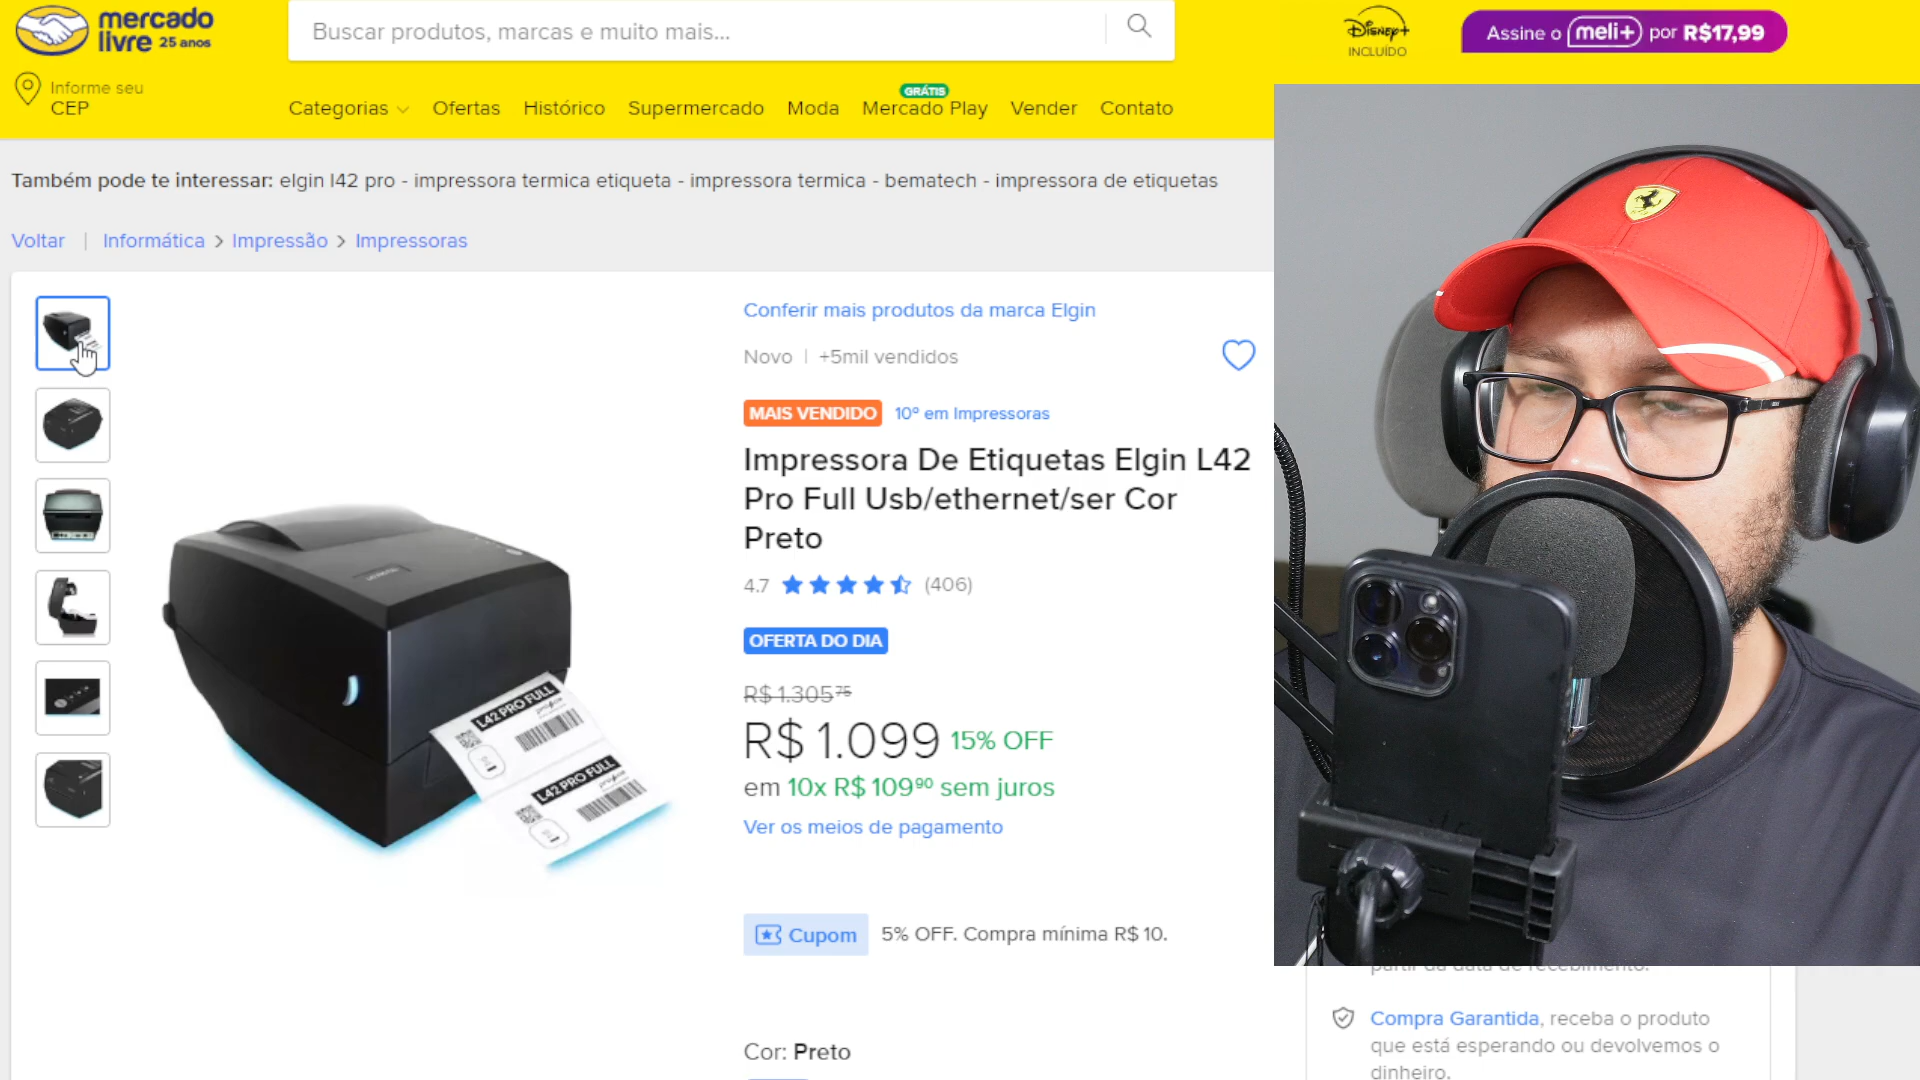 mercado
livre 25 anos
Buscar produtos, marcas e muito mais...
Disney+
INCLUÍDO
Assine o meli+ por R$17,99
Informe seu
CEP
Categorias
Ofertas
Histórico
Supermercado
Moda
GRÁTIS
Mercado Play
Vender
Contato
Também pode te interessar: elgin l42 pro - impressora termica etiqueta - impressora termica - bematech - impressora de etiquetas
Voltar | Informática > Impressão > Impressoras
Conferir mais produtos da marca Elgin
Novo | +5mil vendidos
MAIS VENDIDO 10º em Impressoras
Impressora De Etiquetas Elgin L42
Pro Full Usb/ethernet/ser Cor
Preto
4.7 (406)
OFERTA DO DIA
R$ 1.305 75
R$ 1.099 15% OFF
em 10x R$ 109 90 sem juros
Ver os meios de pagamento
L42 PRO FULL
L42 PRO FULL
Cupom 5% OFF. Compra mínima R$ 10.
Cor: Preto
partir da data de recebimento.
Compra Garantida, receba o produto
que está esperando ou devolvemos o
dinheiro.